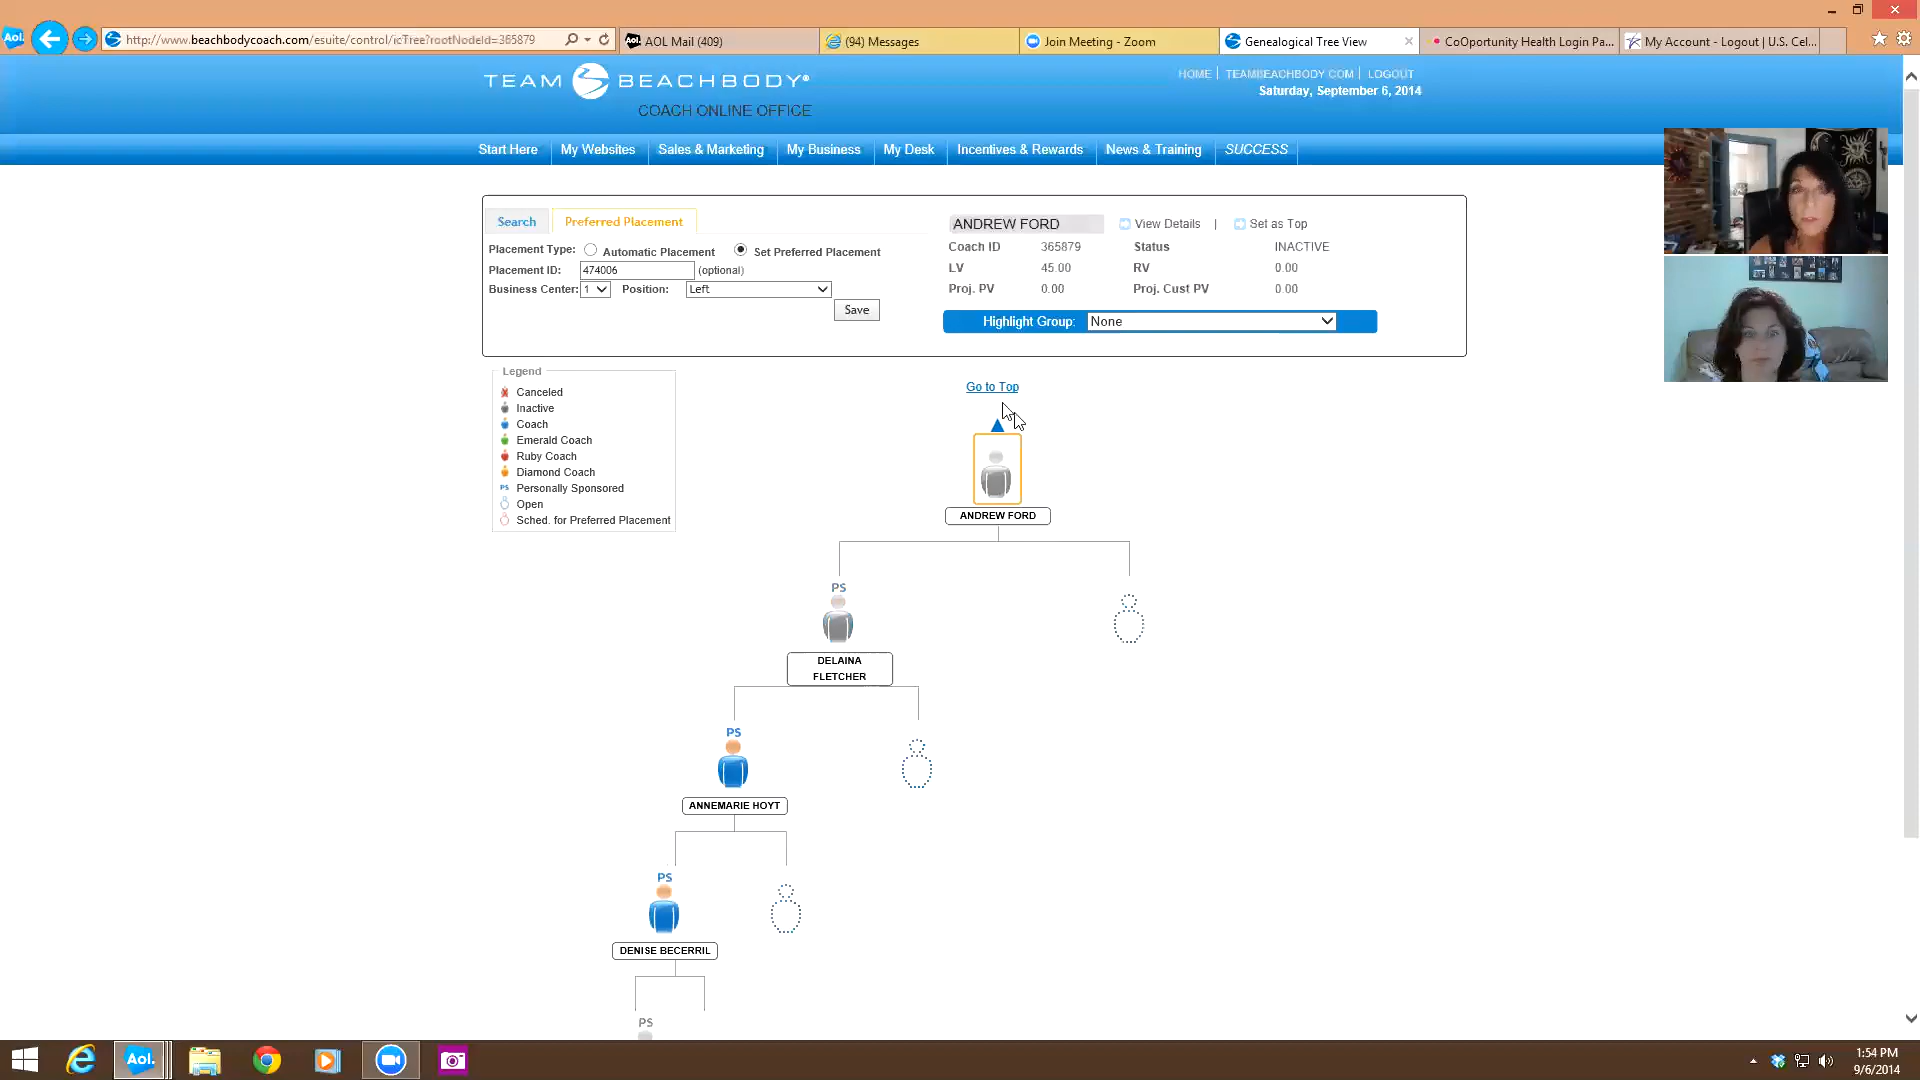 Aol.
http://www.beachbodycoach.com/esuite/control/icTree?rootNodeId=365879
Aol. AOL Mail (409)
(94) Messages
Join Meeting - Zoom
Genealogical Tree View
CoOportunity Health Login Pa...
My Account - Logout | U.S. Cel...
TEAM BEACHBODY®
COACH ONLINE OFFICE
HOME | TEAMBEACHBODY.COM | LOGOUT
Saturday, September 6, 2014
Start Here
My Websites
Sales & Marketing
My Business
My Desk
Incentives & Rewards
News & Training
SUCCESS
Search
Preferred Placement
Placement Type: Automatic Placement Set Preferred Placement
Placement ID: 474006 (optional)
Business Center: 1 Position: Left
Save
ANDREW FORD View Details | Set as Top
Coach ID 365879 Status INACTIVE
LV 45.00 RV 0.00
Proj. PV 0.00 Proj. Cust PV 0.00
Highlight Group: None
Legend
Canceled
Inactive
Coach
Emerald Coach
Ruby Coach
Diamond Coach
PS Personally Sponsored
Open
Sched. for Preferred Placement
Go to Top
ANDREW FORD
PS
DELAINA
FLETCHER
PS
ANNEMARIE HOYT
PS
DENISE BECERRIL
PS
Aol.
1:54 PM
9/6/2014